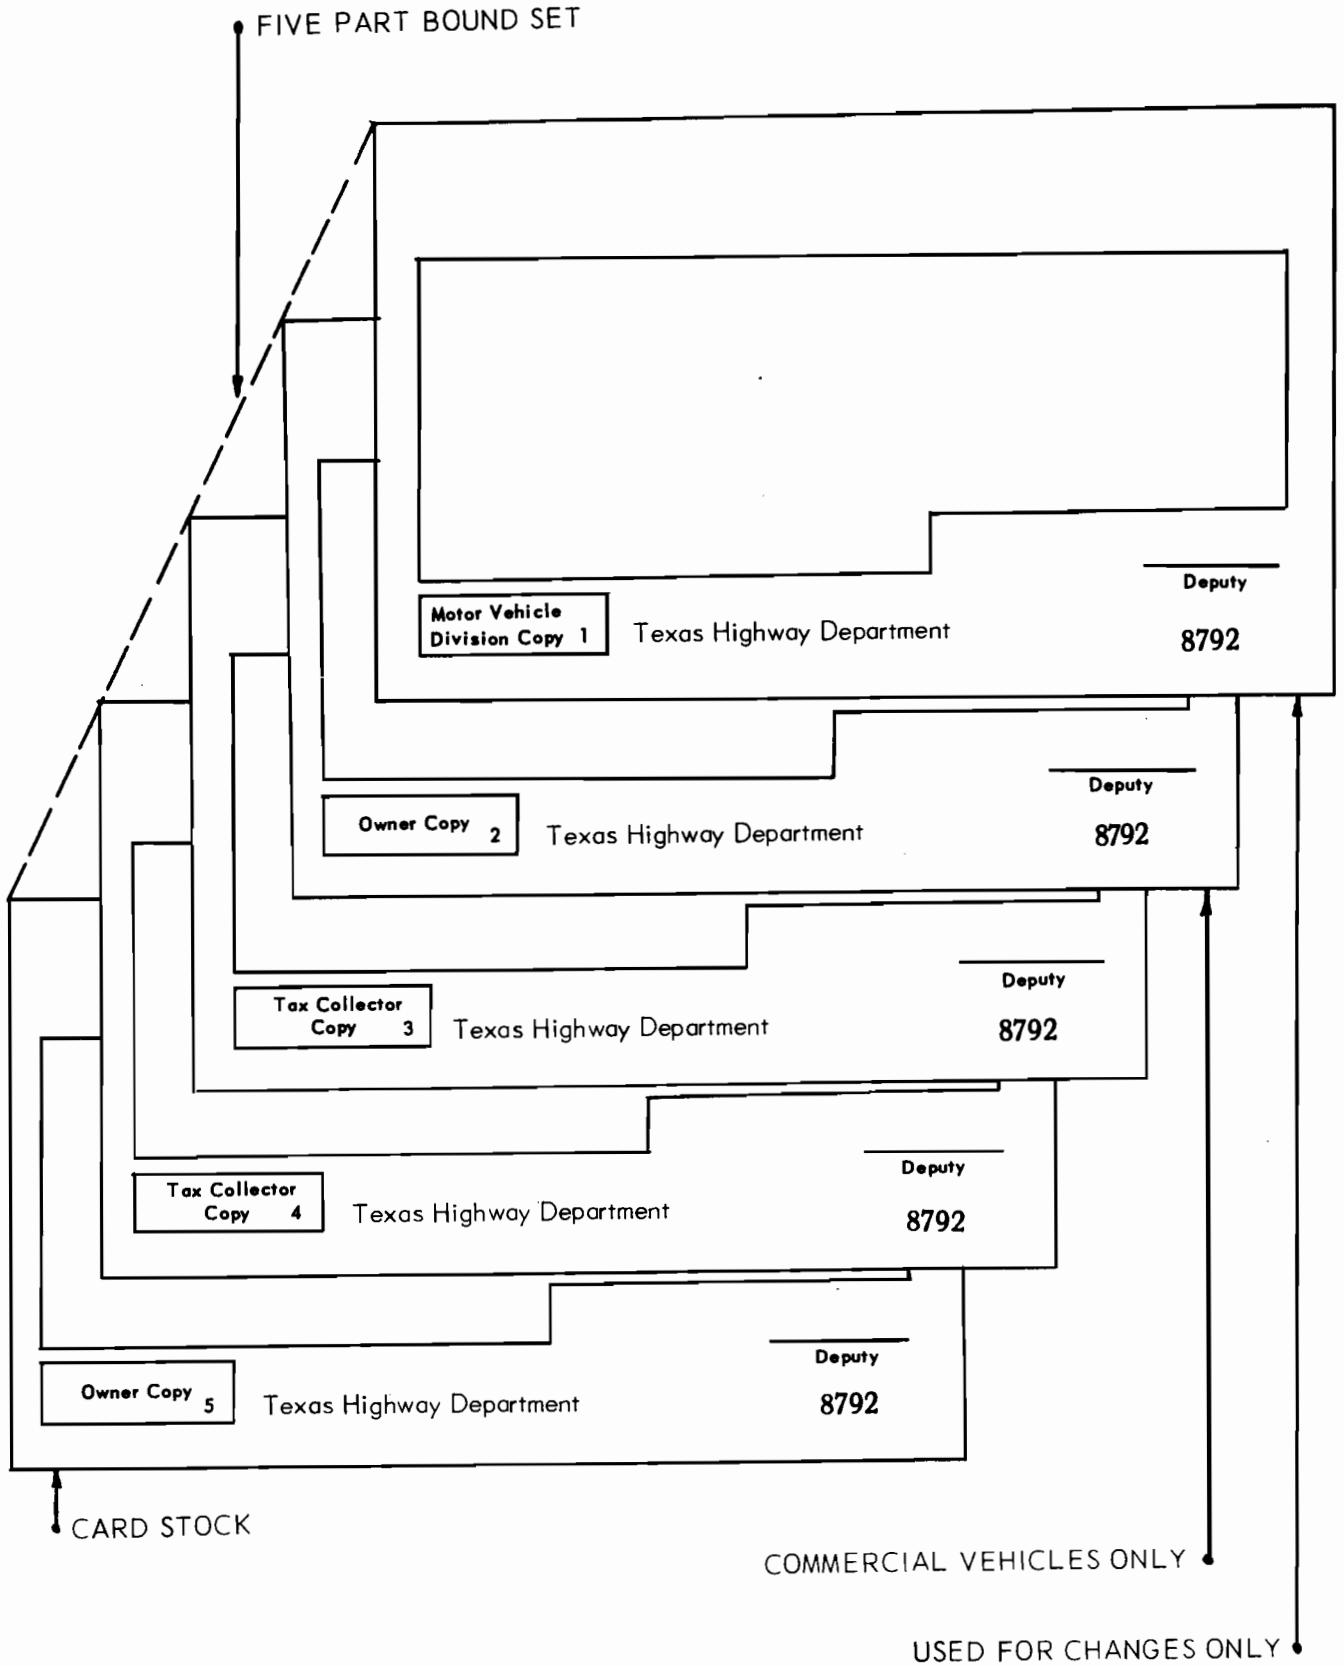 FIVE PART BOUND SET
Deputy
Motor Vehicle
Division Copy 1
Texas Highway Department
8792
Deputy
Owner Copy 2
Texas Highway Department
8792
Deputy
Tax Collector
Copy 3
Texas Highway Department
8792
Deputy
Tax Collector
Copy 4
Texas Highway Department
8792
Deputy
Owner Copy 5
Texas Highway Department
8792
CARD STOCK
COMMERCIAL VEHICLES ONLY
USED FOR CHANGES ONLY